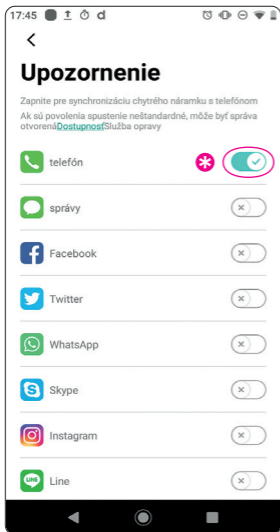 17:45
Upozornenie
Zapnite pre synchronizáciu chytrého náramku s telefónom
Ak sú povolenia spustenie neštandardné, môže byť správa
otvorenáDostupnosťSlužba opravy
telefón
správy
Facebook
Twitter
WhatsApp
Skype
Instagram
LINE
Line